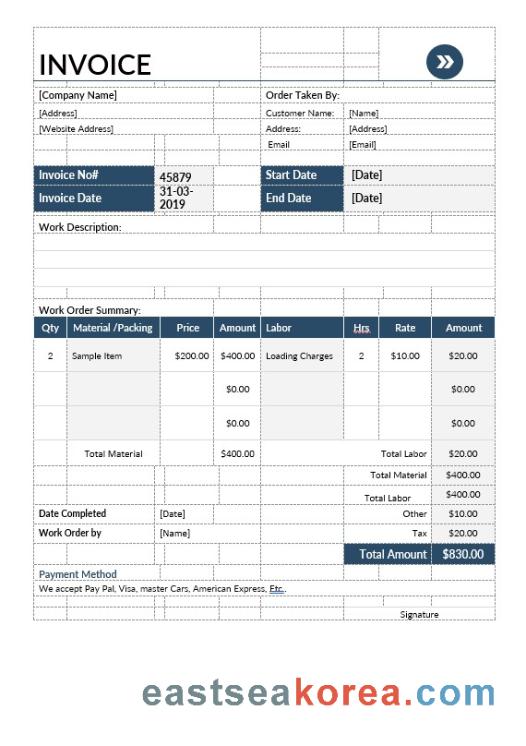 INVOICE
[Company Name] Order Taken By:
[Address] Customer Name: [Name]
[Website Address] Address: [Address]
Email [Email]
Invoice No# 45879 Start Date [Date]
Invoice Date 31-03-2019 End Date [Date]
Work Description:
Work Order Summary:
Qty Material /Packing Price Amount Labor Hrs Rate Amount
2 Sample Item $200.00 $400.00 Loading Charges 2 $10.00 $20.00
$0.00 $0.00
$0.00 $0.00
Total Material $400.00 Total Labor $20.00
Total Material $400.00
Total Labor $400.00
Date Completed [Date] Other $10.00
Work Order by [Name] Tax $20.00
Total Amount $830.00
Payment Method
We accept Pay Pal, Visa, master Cars, American Express, Etc..
Signature
eastseakorea.com